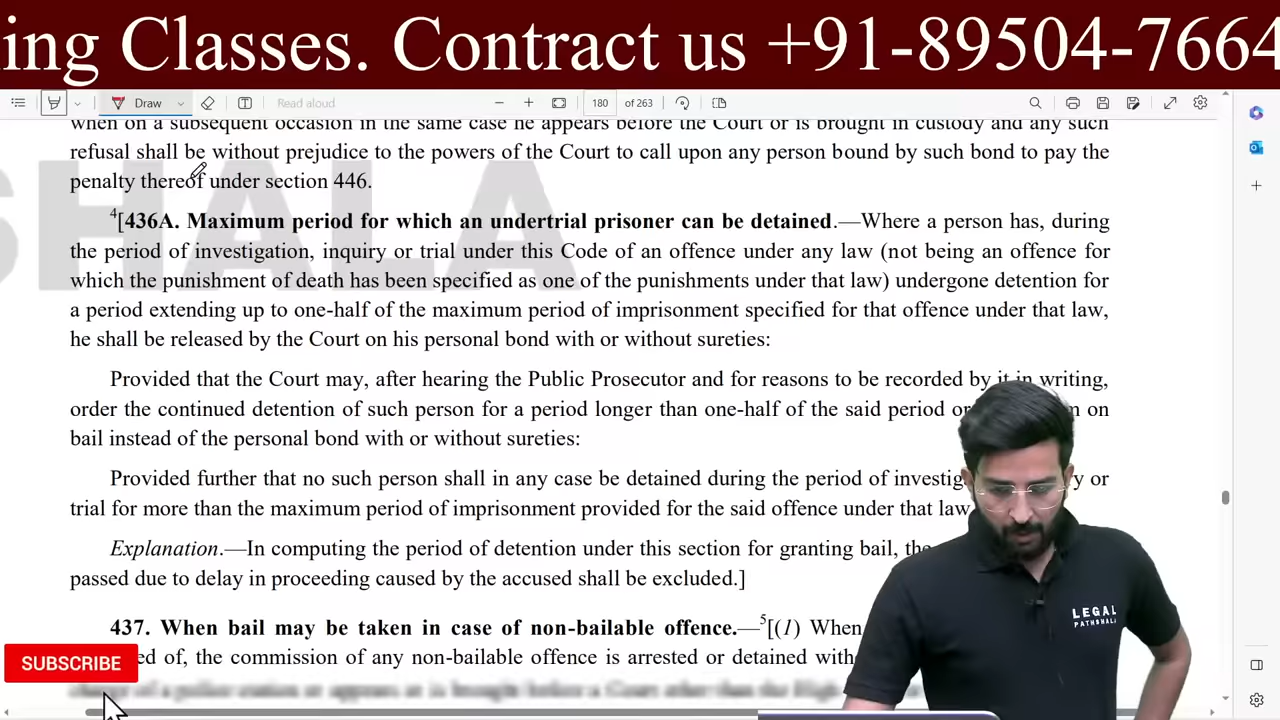 ing Classes. Contract us +91-89504-7664
Draw
Read aloud
180 of 263
when on a subsequent occasion in the same case he appears before the Court or is brought in custody and any such
refusal shall be without prejudice to the powers of the Court to call upon any person bound by such bond to pay the
penalty thereof under section 446.
4[436A. Maximum period for which an undertrial prisoner can be detained.—Where a person has, during
the period of investigation, inquiry or trial under this Code of an offence under any law (not being an offence for
which the punishment of death has been specified as one of the punishments under that law) undergone detention for
a period extending up to one-half of the maximum period of imprisonment specified for that offence under that law,
he shall be released by the Court on his personal bond with or without sureties:
Provided that the Court may, after hearing the Public Prosecutor and for reasons to be recorded by it in writing,
order the continued detention of such person for a period longer than one-half of the said period or on
bail instead of the personal bond with or without sureties:
Provided further that no such person shall in any case be detained during the period of investig y or
trial for more than the maximum period of imprisonment provided for the said offence under that law
Explanation.—In computing the period of detention under this section for granting bail, the
passed due to delay in proceeding caused by the accused shall be excluded.]
437. When bail may be taken in case of non-bailable offence.—5[(1) When
ed of, the commission of any non-bailable offence is arrested or detained with
SHALA
LEGAL
PATHSHALA
SUBSCRIBE